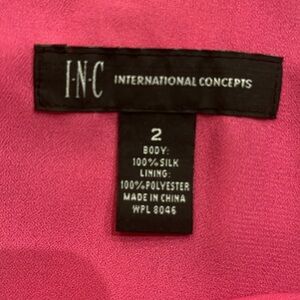 I·N·C INTERNATIONAL CONCEPTS
2
BODY:
100% SILK
LINING:
100% POLYESTER
MADE IN CHINA
WPL 8046